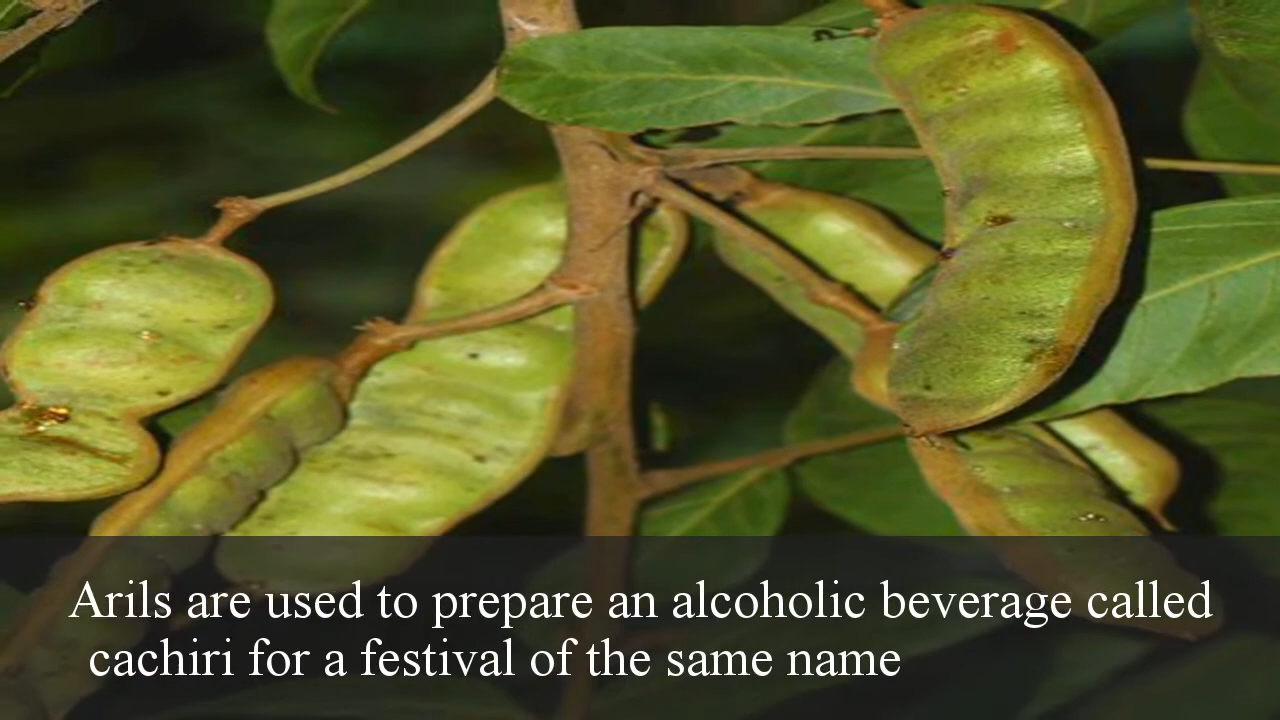 Arils are used to prepare an alcoholic beverage called
cachiri for a festival of the same name